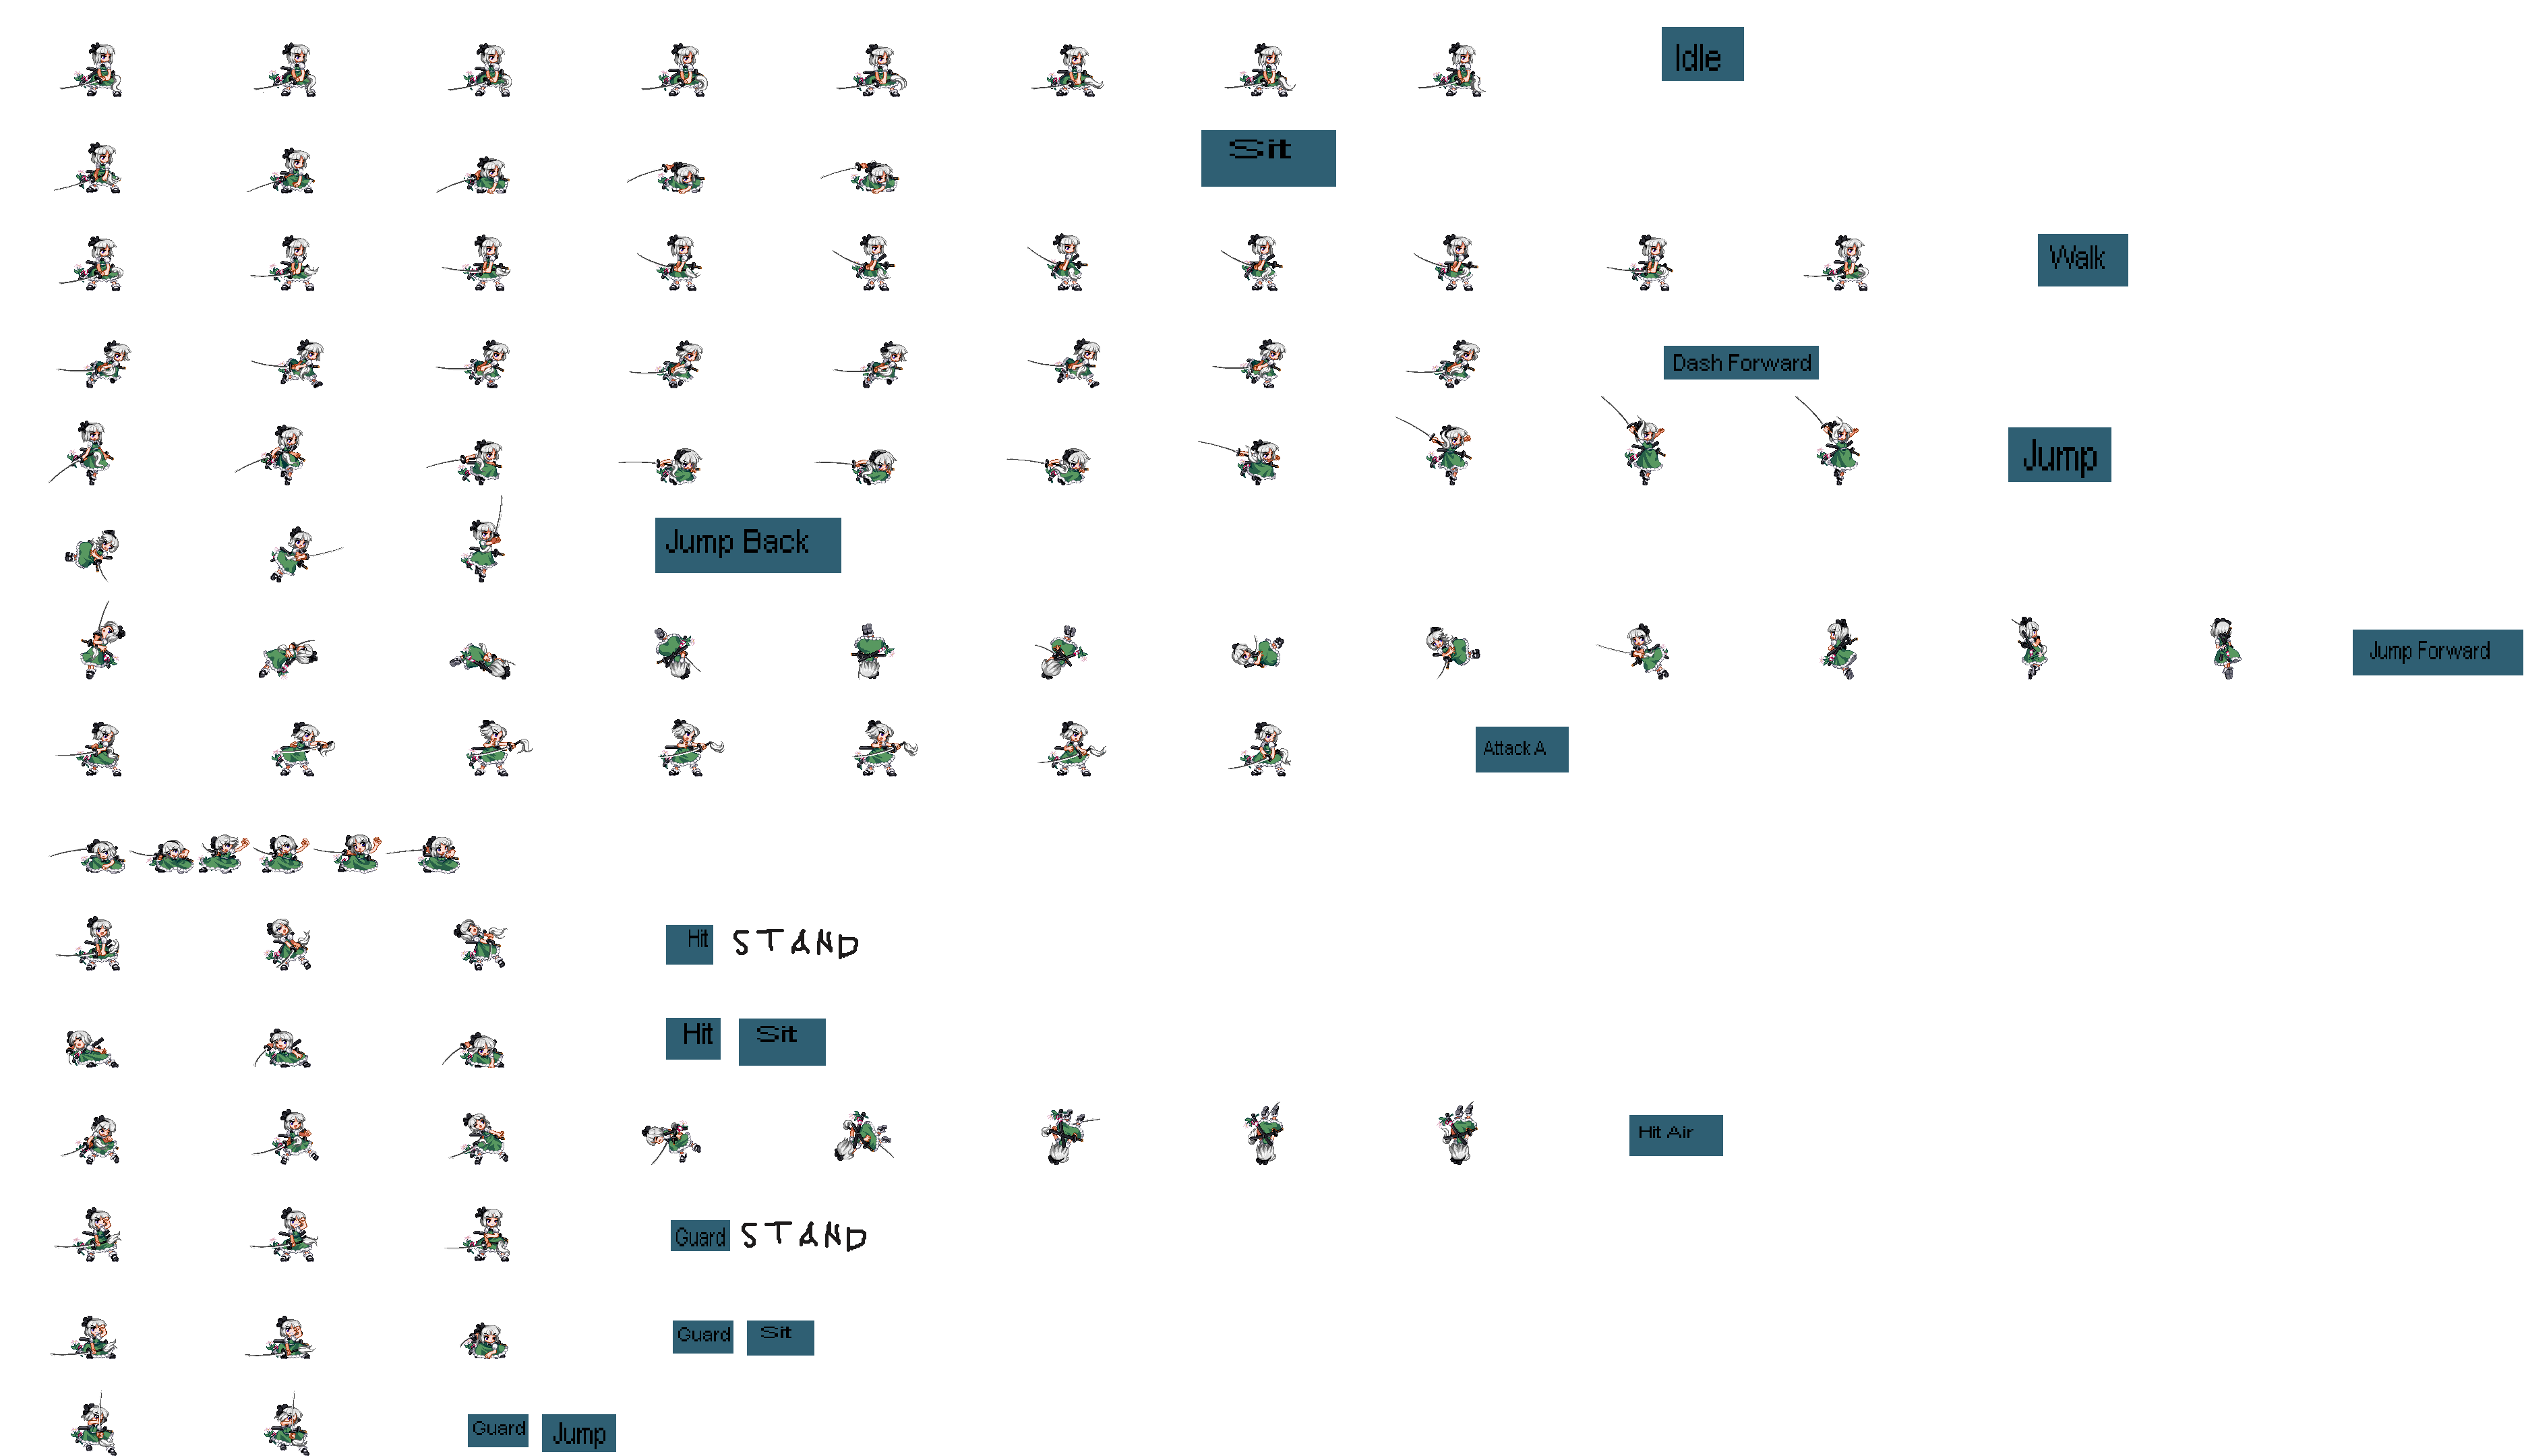 Idle
Sit
Walk
Dash Forward
Jump
Jump Back
Jump Forward
Attack A
Hit STAND
Hit Sit
Hit Air
Guard STAND
Guard Sit
Guard Jump